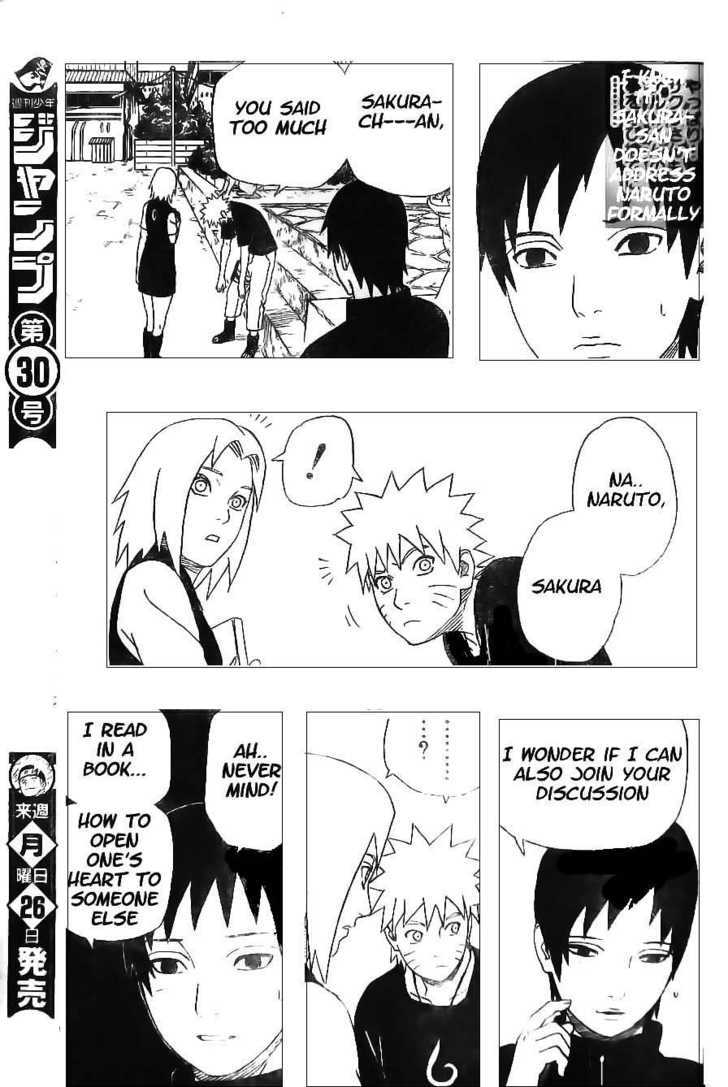 I KNEW
IT
SAKURA-
SAN
DOESN'T
ADDRESS
NARUTO
FORMALLY
SAKURA-
CH---AN,
YOU SAID
TOO MUCH
NA..
NARUTO,
SAKURA
!
I WONDER IF I CAN
ALSO JOIN YOUR
DISCUSSION
?
AH..
NEVER
MIND!
I READ
IN A
BOOK...
HOW TO
OPEN
ONE'S
HEART TO
SOMEONE
ELSE
週刊少年
ジャンプ
第
30
号
来週
月
曜日
26
日
発売